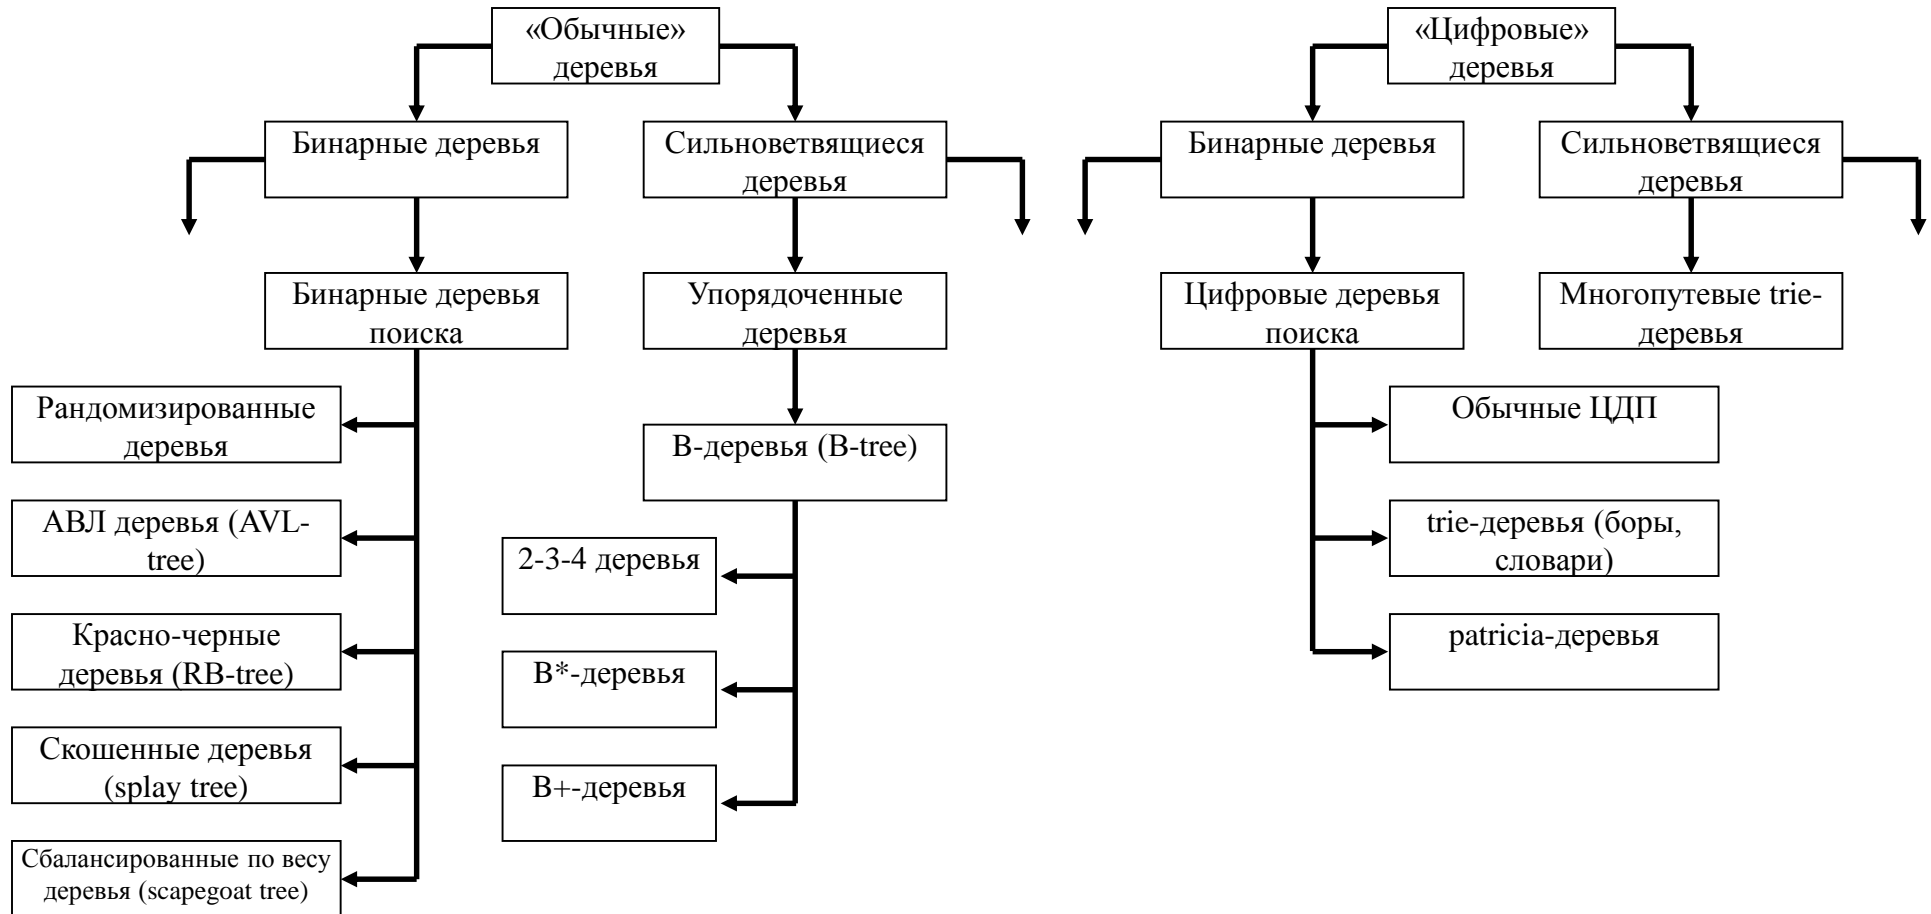 «Обычные»
деревья
«Цифровые»
деревья
Бинарные деревья
Сильноветвящиеся
деревья
Бинарные деревья
Сильноветвящиеся
деревья
Бинарные деревья
поиска
Упорядоченные
деревья
Цифровые деревья
поиска
Многопутевые trie-
деревья
Рандомизированные
деревья
АВЛ деревья (AVL-
tree)
Красно-черные
деревья (RB-tree)
Скошенные деревья
(splay tree)
Сбалансированные по весу
деревья (scapegoat tree)
В-деревья (B-tree)
2-3-4 деревья
B*-деревья
B+-деревья
Обычные ЦДП
trie-деревья (боры,
словари)
patricia-деревья